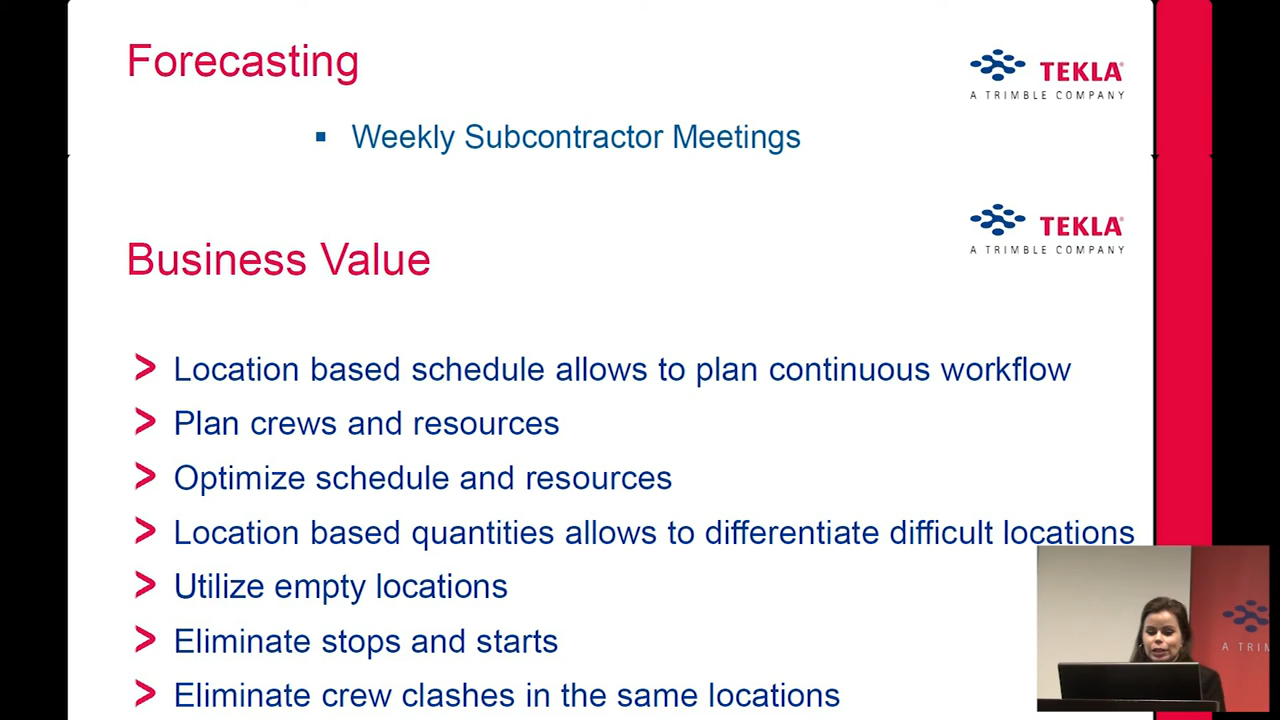 Forecasting
TEKLA®
A TRIMBLE COMPANY
▪ Weekly Subcontractor Meetings
TEKLA®
A TRIMBLE COMPANY
Business Value
> Location based schedule allows to plan continuous workflow
> Plan crews and resources
> Optimize schedule and resources
> Location based quantities allows to differentiate difficult locations
> Utilize empty locations
> Eliminate stops and starts
> Eliminate crew clashes in the same locations
A TRIM